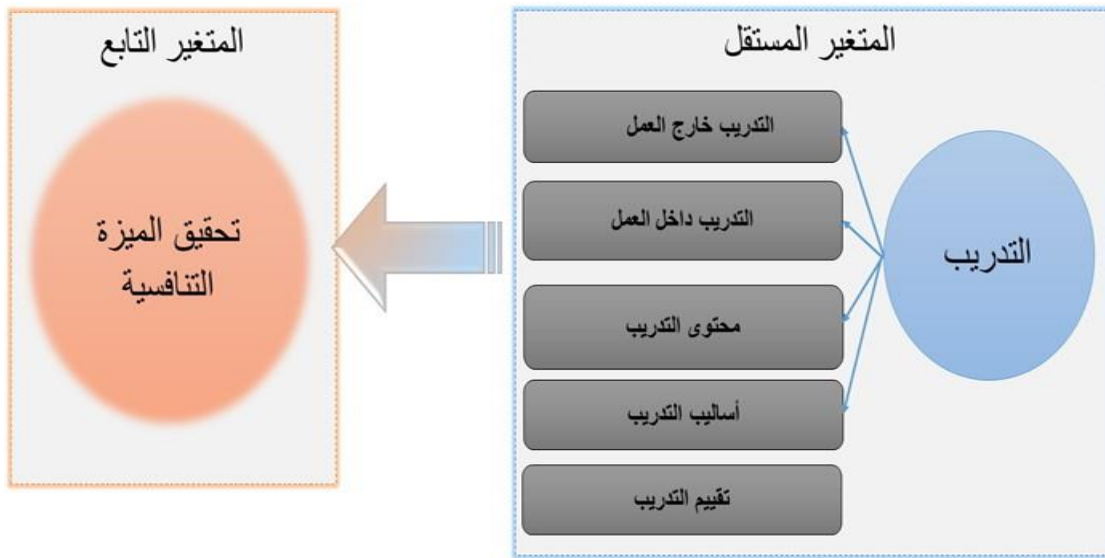 المتغير المستقل
التدريب
التدريب خارج العمل
التدريب داخل العمل
محتوى التدريب
أساليب التدريب
تقييم التدريب
المتغير التابع
تحقيق الميزة
التنافسية